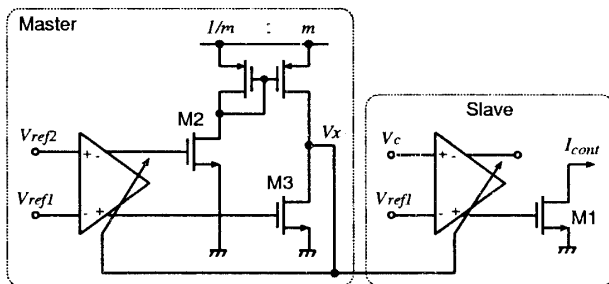 Master
1/m : m
Slave
M2
Vref2 + -
Vx
Vc + -
Icont
M3
Vref1 - +
Vref1 - +
M1